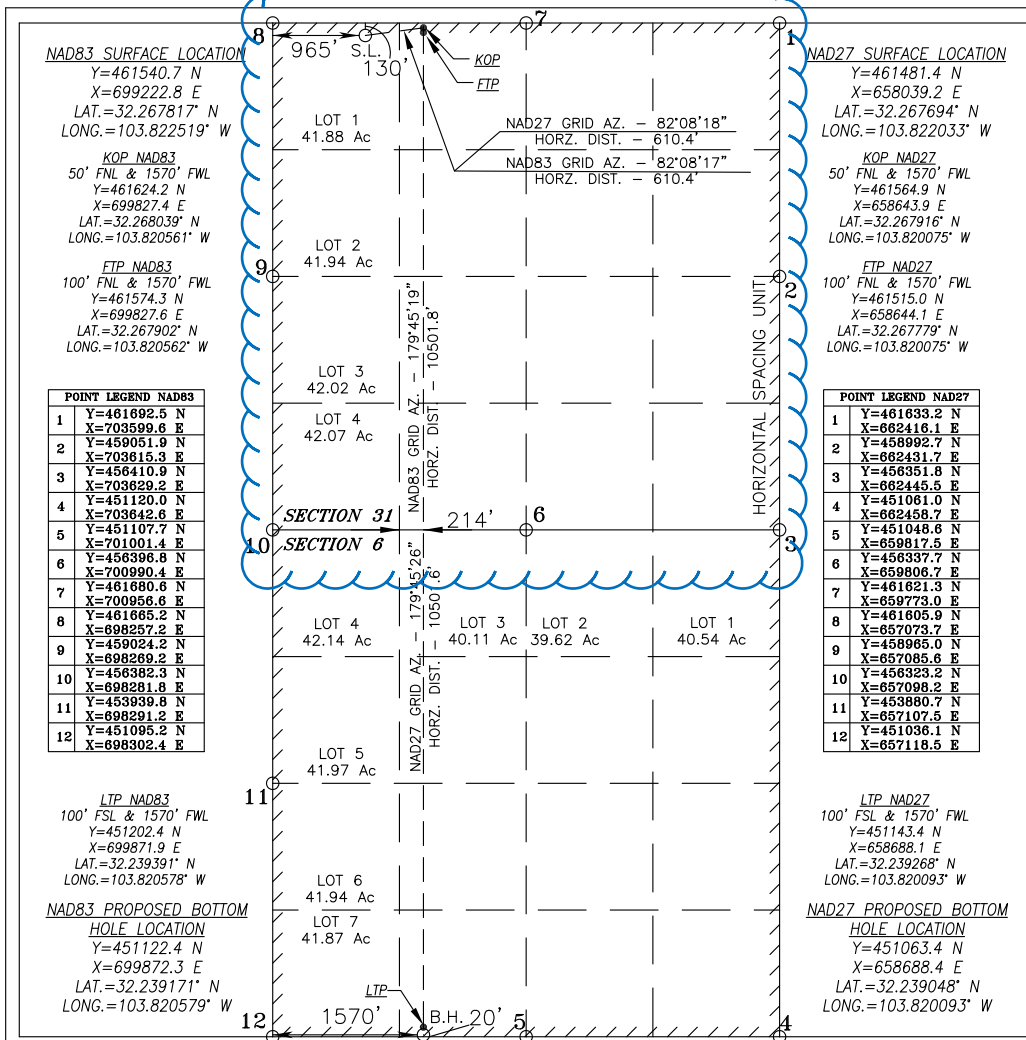 8
7
1
965'
S.L.
130'
KOP
FTP
NAD83 SURFACE LOCATION
Y=461540.7 N
X=699222.8 E
LAT.=32.267817° N
LONG.=103.822519° W
KOP NAD83
50' FNL & 1570' FWL
Y=461624.2 N
X=699827.4 E
LAT.=32.268039° N
LONG.=103.820561° W
FTP NAD83
100' FNL & 1570' FWL
Y=461574.3 N
X=699827.6 E
LAT.=32.267902° N
LONG.=103.820562° W
POINT LEGEND NAD83
1 Y=461692.5 N
X=703599.6 E
2 Y=459051.9 N
X=703615.3 E
3 Y=456410.9 N
X=703629.2 E
4 Y=451120.0 N
X=703642.6 E
5 Y=451107.7 N
X=701001.4 E
6 Y=456396.8 N
X=700990.4 E
7 Y=461680.6 N
X=700956.6 E
8 Y=461665.2 N
X=698257.2 E
9 Y=459024.2 N
X=698269.2 E
10 Y=456382.3 N
X=698281.8 E
11 Y=453939.8 N
X=698291.2 E
12 Y=451095.2 N
X=698302.4 E
LTP NAD83
100' FSL & 1570' FWL
Y=451202.4 N
X=699871.9 E
LAT.=32.239391° N
LONG.=103.820578° W
NAD83 PROPOSED BOTTOM
HOLE LOCATION
Y=451122.4 N
X=699872.3 E
LAT.=32.239171° N
LONG.=103.820579° W
LOT 1
41.88 Ac
NAD27 GRID AZ. - 82°08'18"
HORZ. DIST. - 610.4'
NAD83 GRID AZ. - 82°08'17"
HORZ. DIST. - 610.4'
LOT 2
41.94 Ac
9
2
LOT 3
42.02 Ac
LOT 4
42.07 Ac
NAD83 GRID AZ. - 179°45'19"
HORZ. DIST. - 10501.8'
HORIZONTAL SPACING UNIT
SECTION 31
10
SECTION 6
214'
6
3
NAD27 GRID AZ. - 179°45'26"
HORZ. DIST. - 10501.6'
LOT 4
42.14 Ac
LOT 3
40.11 Ac
LOT 2
39.62 Ac
LOT 1
40.54 Ac
LOT 5
41.97 Ac
11
LOT 6
41.94 Ac
LOT 7
41.87 Ac
LTP
12
1570'
B.H.
20'
5
4
NAD27 SURFACE LOCATION
Y=461481.4 N
X=658039.2 E
LAT.=32.267694° N
LONG.=103.822033° W
KOP NAD27
50' FNL & 1570' FWL
Y=461564.9 N
X=658643.9 E
LAT.=32.267916° N
LONG.=103.820075° W
FTP NAD27
100' FNL & 1570' FWL
Y=461515.0 N
X=658644.1 E
LAT.=32.267779° N
LONG.=103.820075° W
POINT LEGEND NAD27
1 Y=461633.2 N
X=662416.1 E
2 Y=458992.7 N
X=662431.7 E
3 Y=456351.8 N
X=662445.5 E
4 Y=451061.0 N
X=662458.7 E
5 Y=451048.6 N
X=659817.5 E
6 Y=456337.7 N
X=659806.7 E
7 Y=461621.3 N
X=659773.0 E
8 Y=461605.9 N
X=657073.7 E
9 Y=458965.0 N
X=657085.6 E
10 Y=456323.2 N
X=657098.2 E
11 Y=453880.7 N
X=657107.5 E
12 Y=451036.1 N
X=657118.5 E
LTP NAD27
100' FSL & 1570' FWL
Y=451143.4 N
X=658688.1 E
LAT.=32.239268° N
LONG.=103.820093° W
NAD27 PROPOSED BOTTOM
HOLE LOCATION
Y=451063.4 N
X=658688.4 E
LAT.=32.239048° N
LONG.=103.820093° W